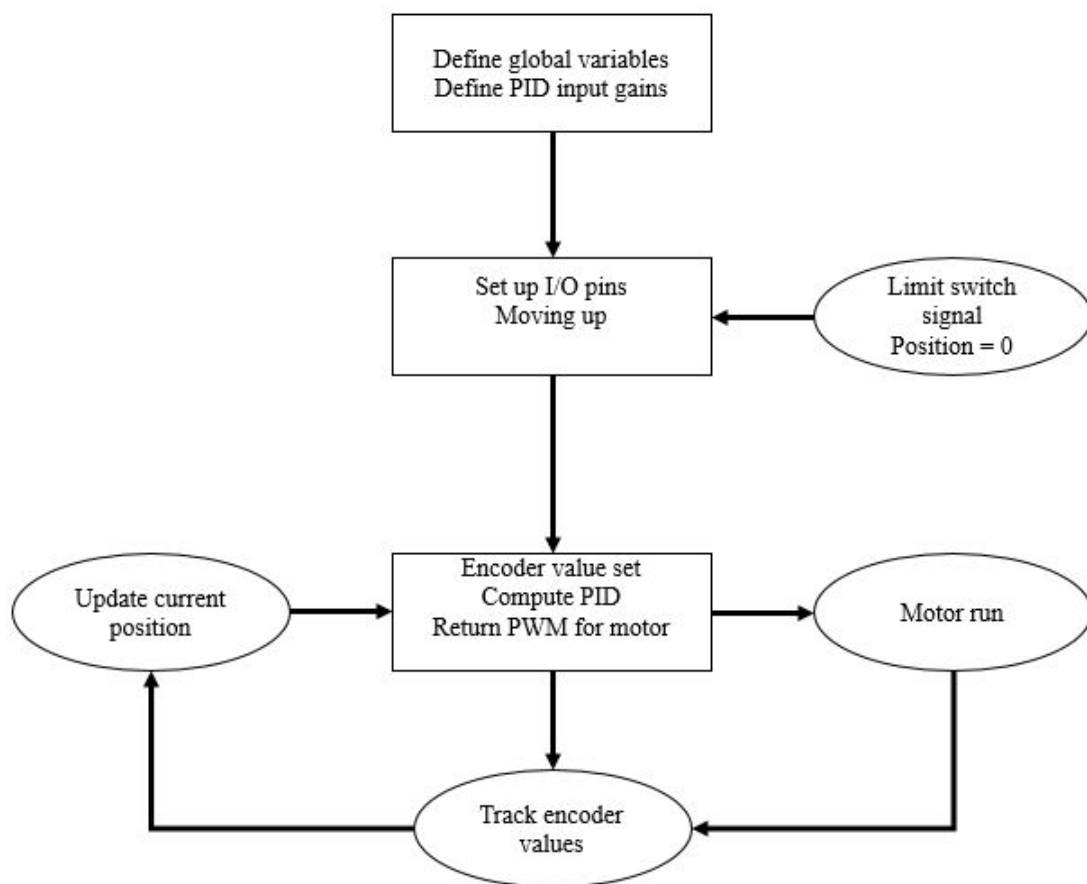 Define global variables
Define PID input gains
Set up I/O pins
Moving up
Limit switch
signal
Position = 0
Update current
position
Encoder value set
Compute PID
Return PWM for motor
Motor run
Track encoder
values